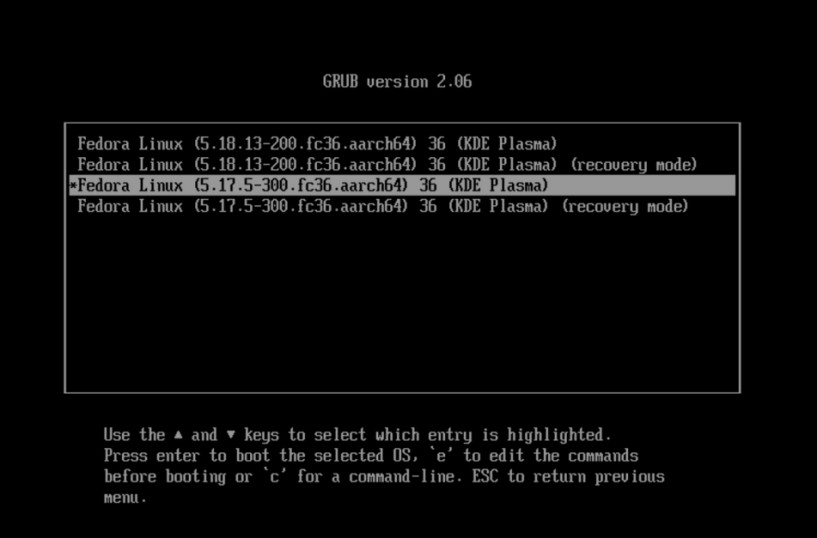 GRUB version 2.06
Fedora Linux (5.18.13-200.fc36.aarch64) 36 (KDE Plasma)
Fedora Linux (5.18.13-200.fc36.aarch64) 36 (KDE Plasma) (recovery mode)
*Fedora Linux (5.17.5-300.fc36.aarch64) 36 (KDE Plasma)
Fedora Linux (5.17.5-300.fc36.aarch64) 36 (KDE Plasma) (recovery mode)
Use the ▲ and ▼ keys to select which entry is highlighted.
Press enter to boot the selected OS, `e' to edit the commands
before booting or `c' for a command-line. ESC to return previous
menu.